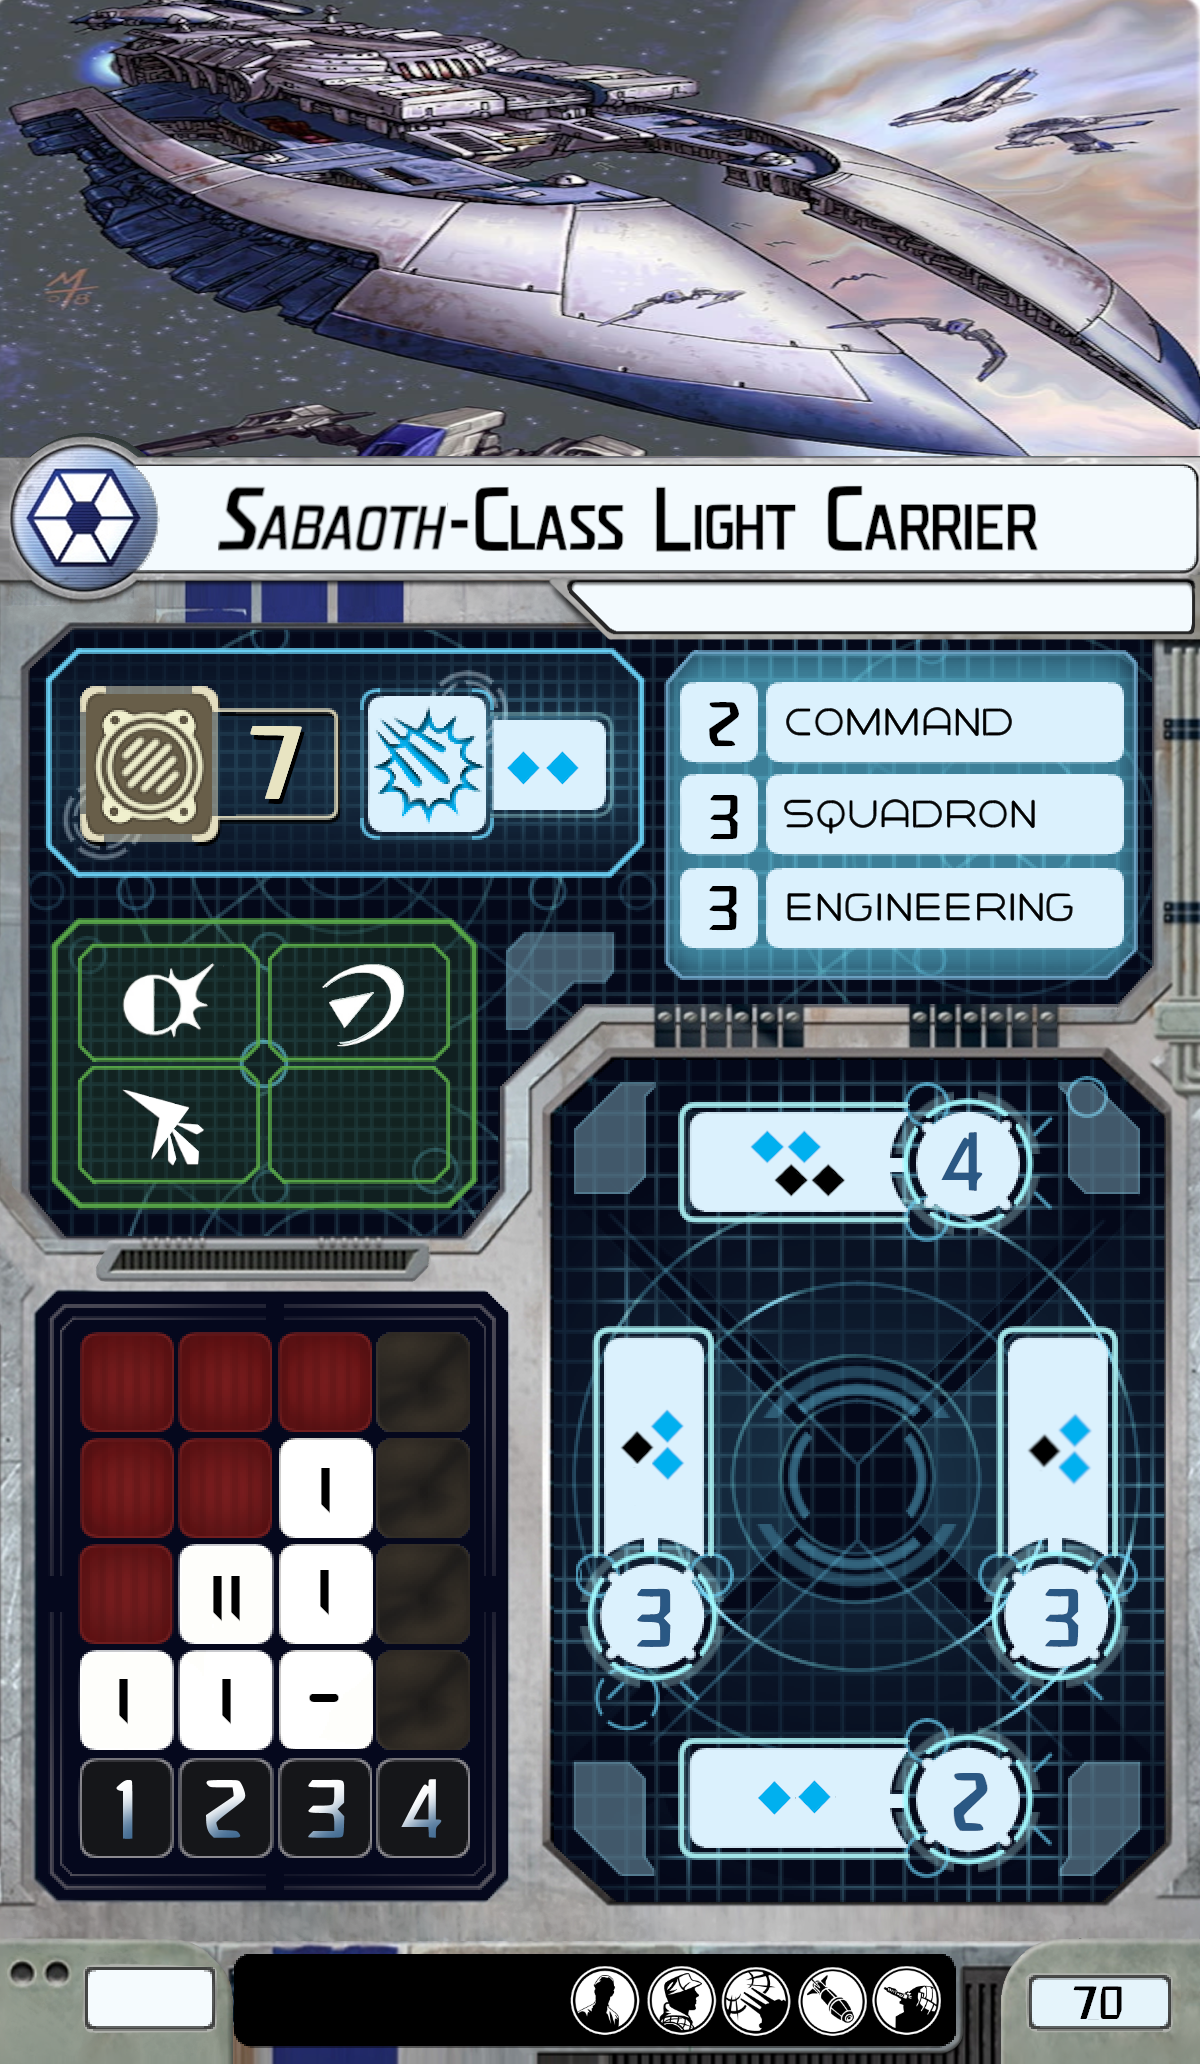 SABAOTH-CLASS LIGHT CARRIER
7
2 COMMAND
3 SQUADRON
3 ENGINEERING
4
I
II I
3 3
I I -
1 2 3 4
2
70